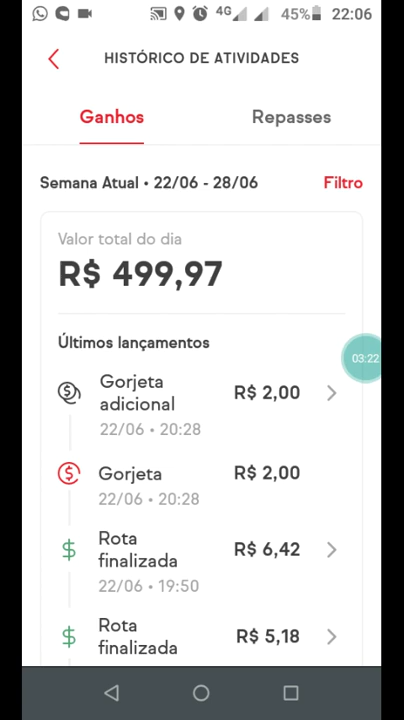 4G 45% 22:06
HISTÓRICO DE ATIVIDADES
Ganhos Repasses
Semana Atual • 22/06 - 28/06 Filtro
Valor total do dia
R$ 499,97
Últimos lançamentos
03:22
Gorjeta
adicional
R$ 2,00
22/06 • 20:28
Gorjeta R$ 2,00
22/06 • 20:28
Rota
finalizada
R$ 6,42
22/06 • 19:50
Rota
finalizada
R$ 5,18